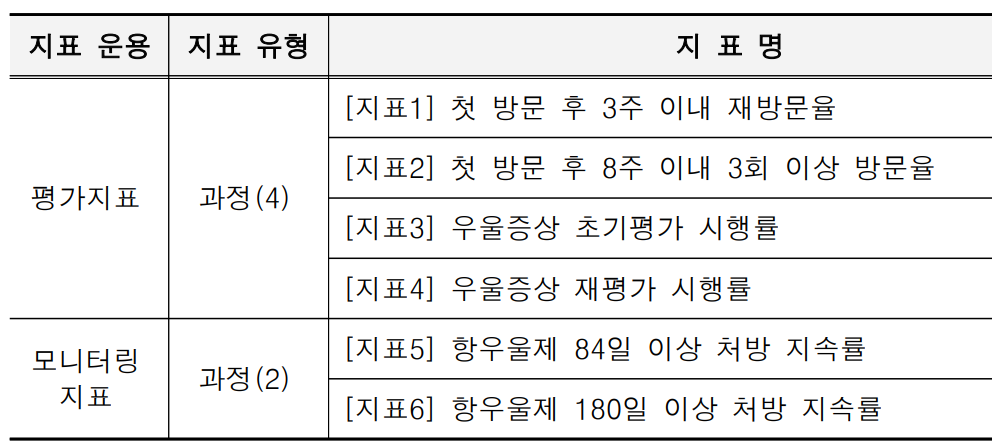 지표 운용 지표 유형 지 표 명
평가지표 과정(4) [지표1] 첫 방문 후 3주 이내 재방문율
[지표2] 첫 방문 후 8주 이내 3회 이상 방문율
[지표3] 우울증상 초기평가 시행률
[지표4] 우울증상 재평가 시행률
모니터링
지표 과정(2) [지표5] 항우울제 84일 이상 처방 지속률
[지표6] 항우울제 180일 이상 처방 지속률